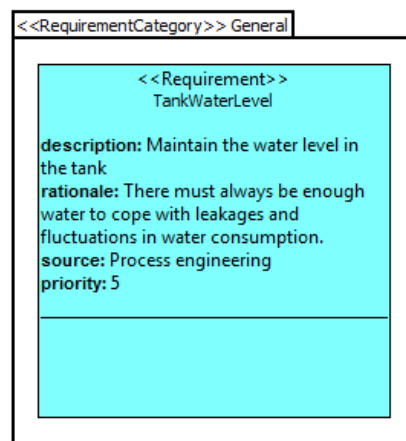 <<RequirementCategory>> General
<<Requirement>>
TankWaterLevel
description: Maintain the water level in
the tank
rationale: There must always be enough
water to cope with leakages and
fluctuations in water consumption.
source: Process engineering
priority: 5